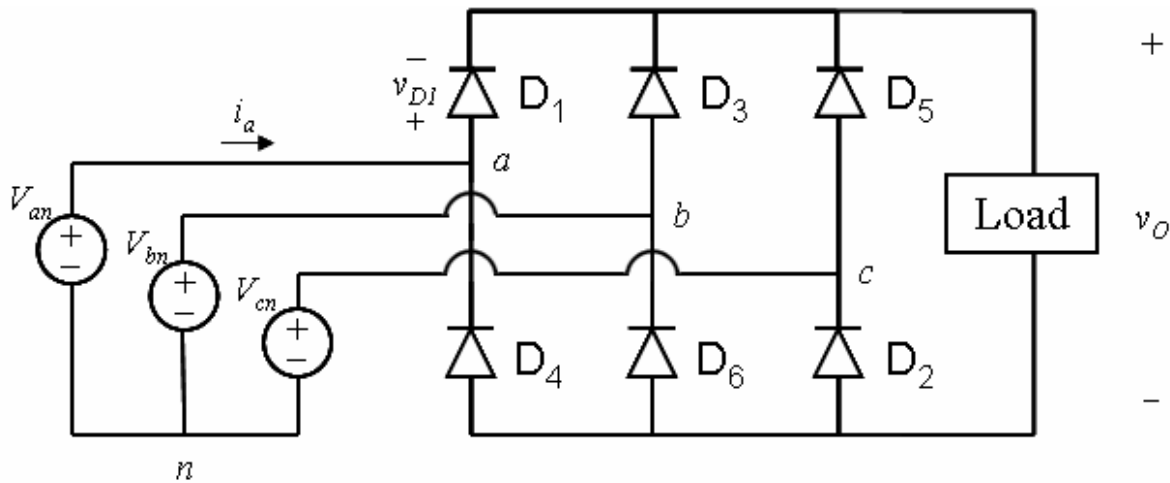 +
−
v_D1
+
D₁
D₃
D₅
i_a
a
V_an
+
−
V_bn
+
−
V_cn
+
−
b
c
Load
v_O
D₄
D₆
D₂
−
n